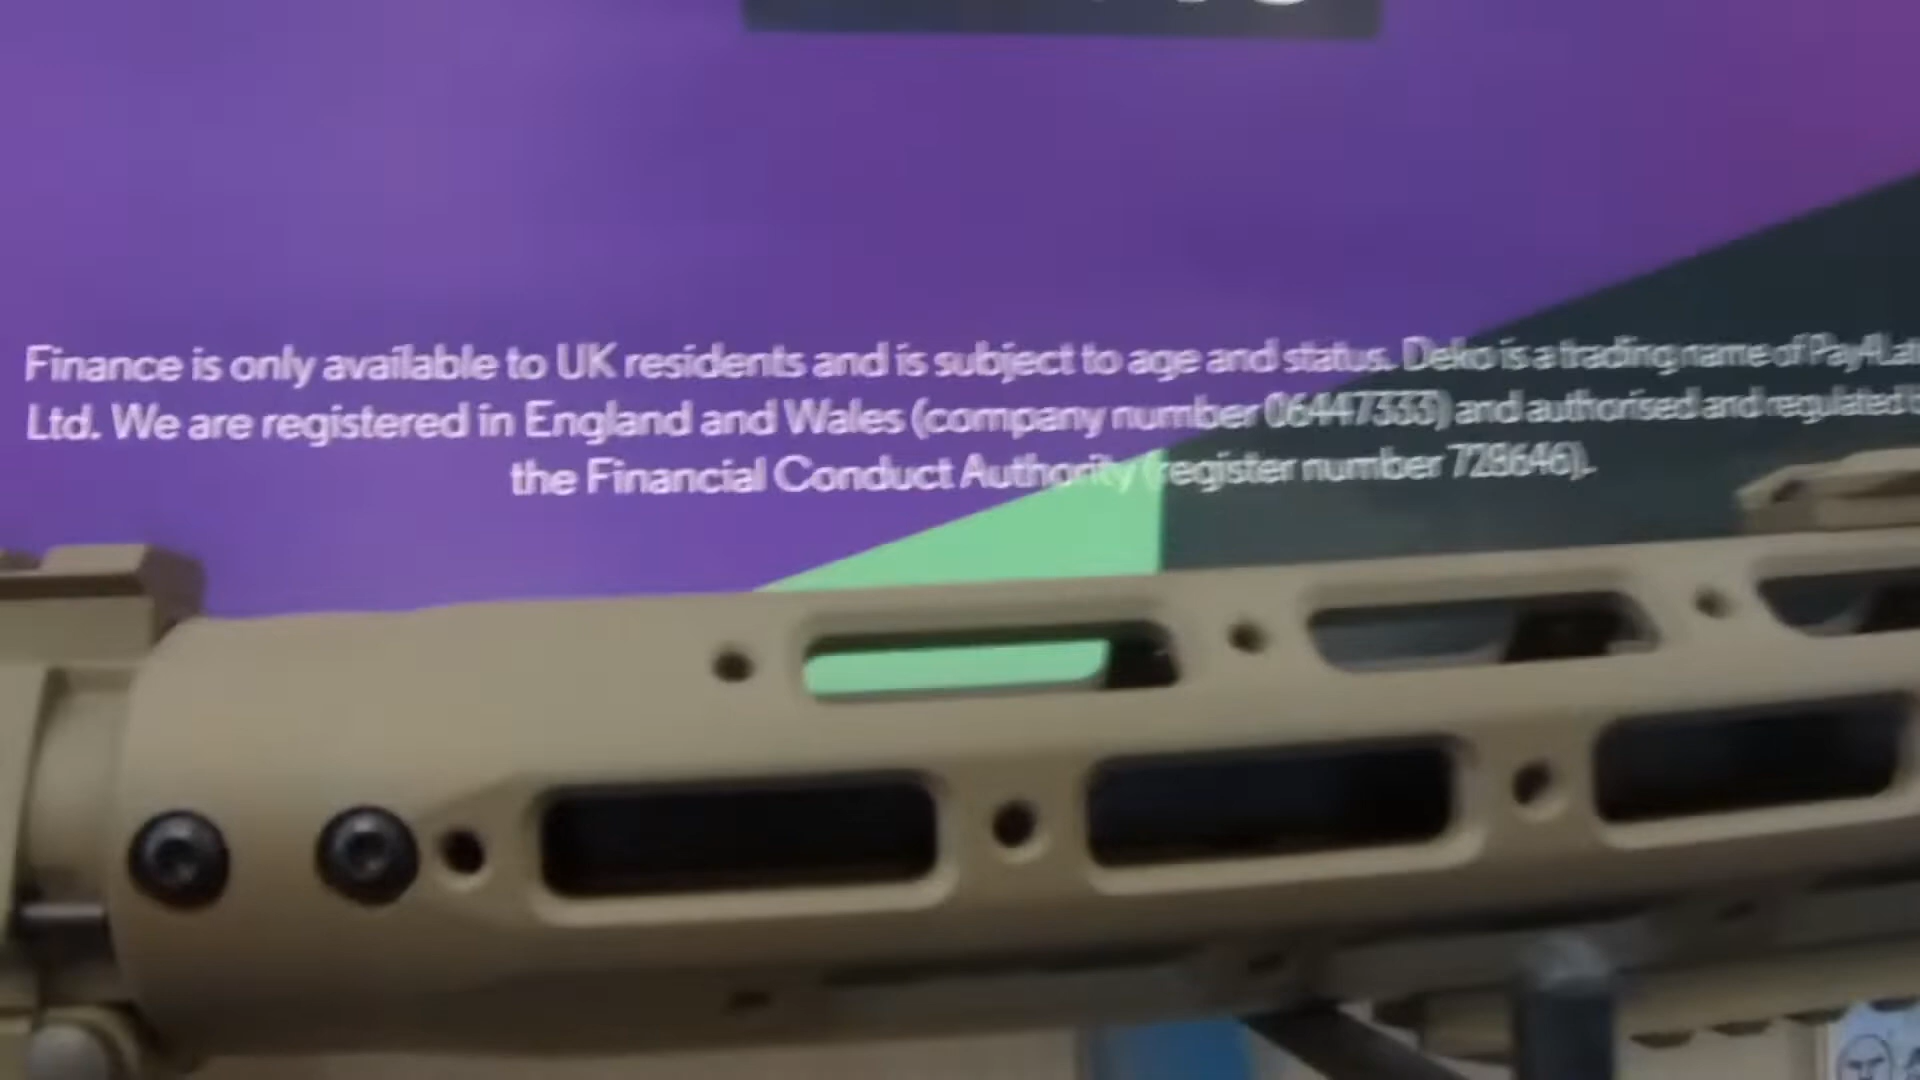 Finance is only available to UK residents and is subject to age and status. Deko is a trading name of Pay4Lat
Ltd. We are registered in England and Wales (company number 06447333) and authorised and regulated b
the Financial Conduct Authority (register number 728646).